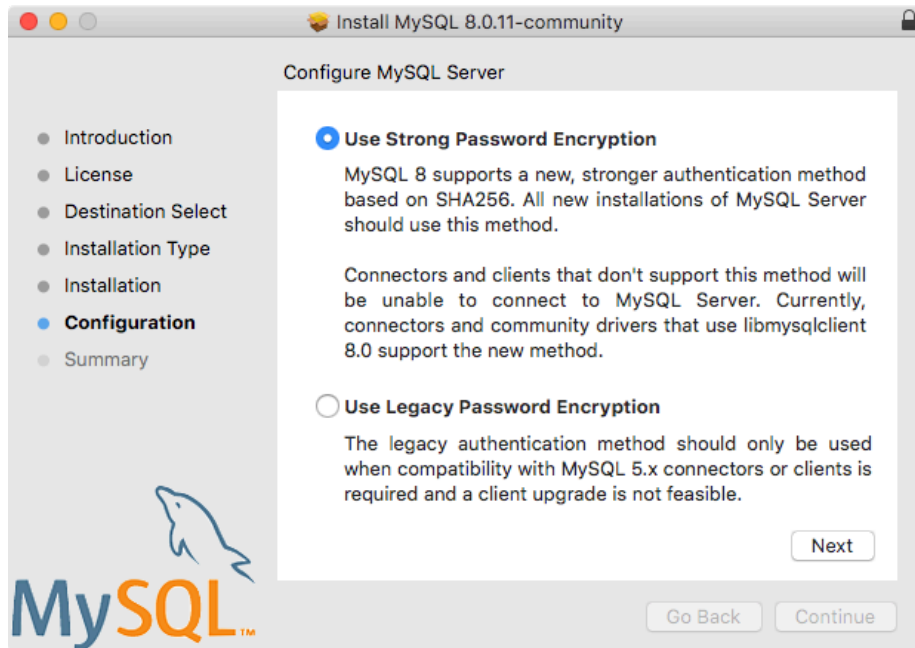 Install MySQL 8.0.11-community
Configure MySQL Server
Introduction
License
Destination Select
Installation Type
Installation
Configuration
Summary
Use Strong Password Encryption
MySQL 8 supports a new, stronger authentication method
based on SHA256. All new installations of MySQL Server
should use this method.
Connectors and clients that don't support this method will
be unable to connect to MySQL Server. Currently,
connectors and community drivers that use libmysqlclient
8.0 support the new method.
Use Legacy Password Encryption
The legacy authentication method should only be used
when compatibility with MySQL 5.x connectors or clients is
required and a client upgrade is not feasible.
Next
MySQL™
Go Back Continue